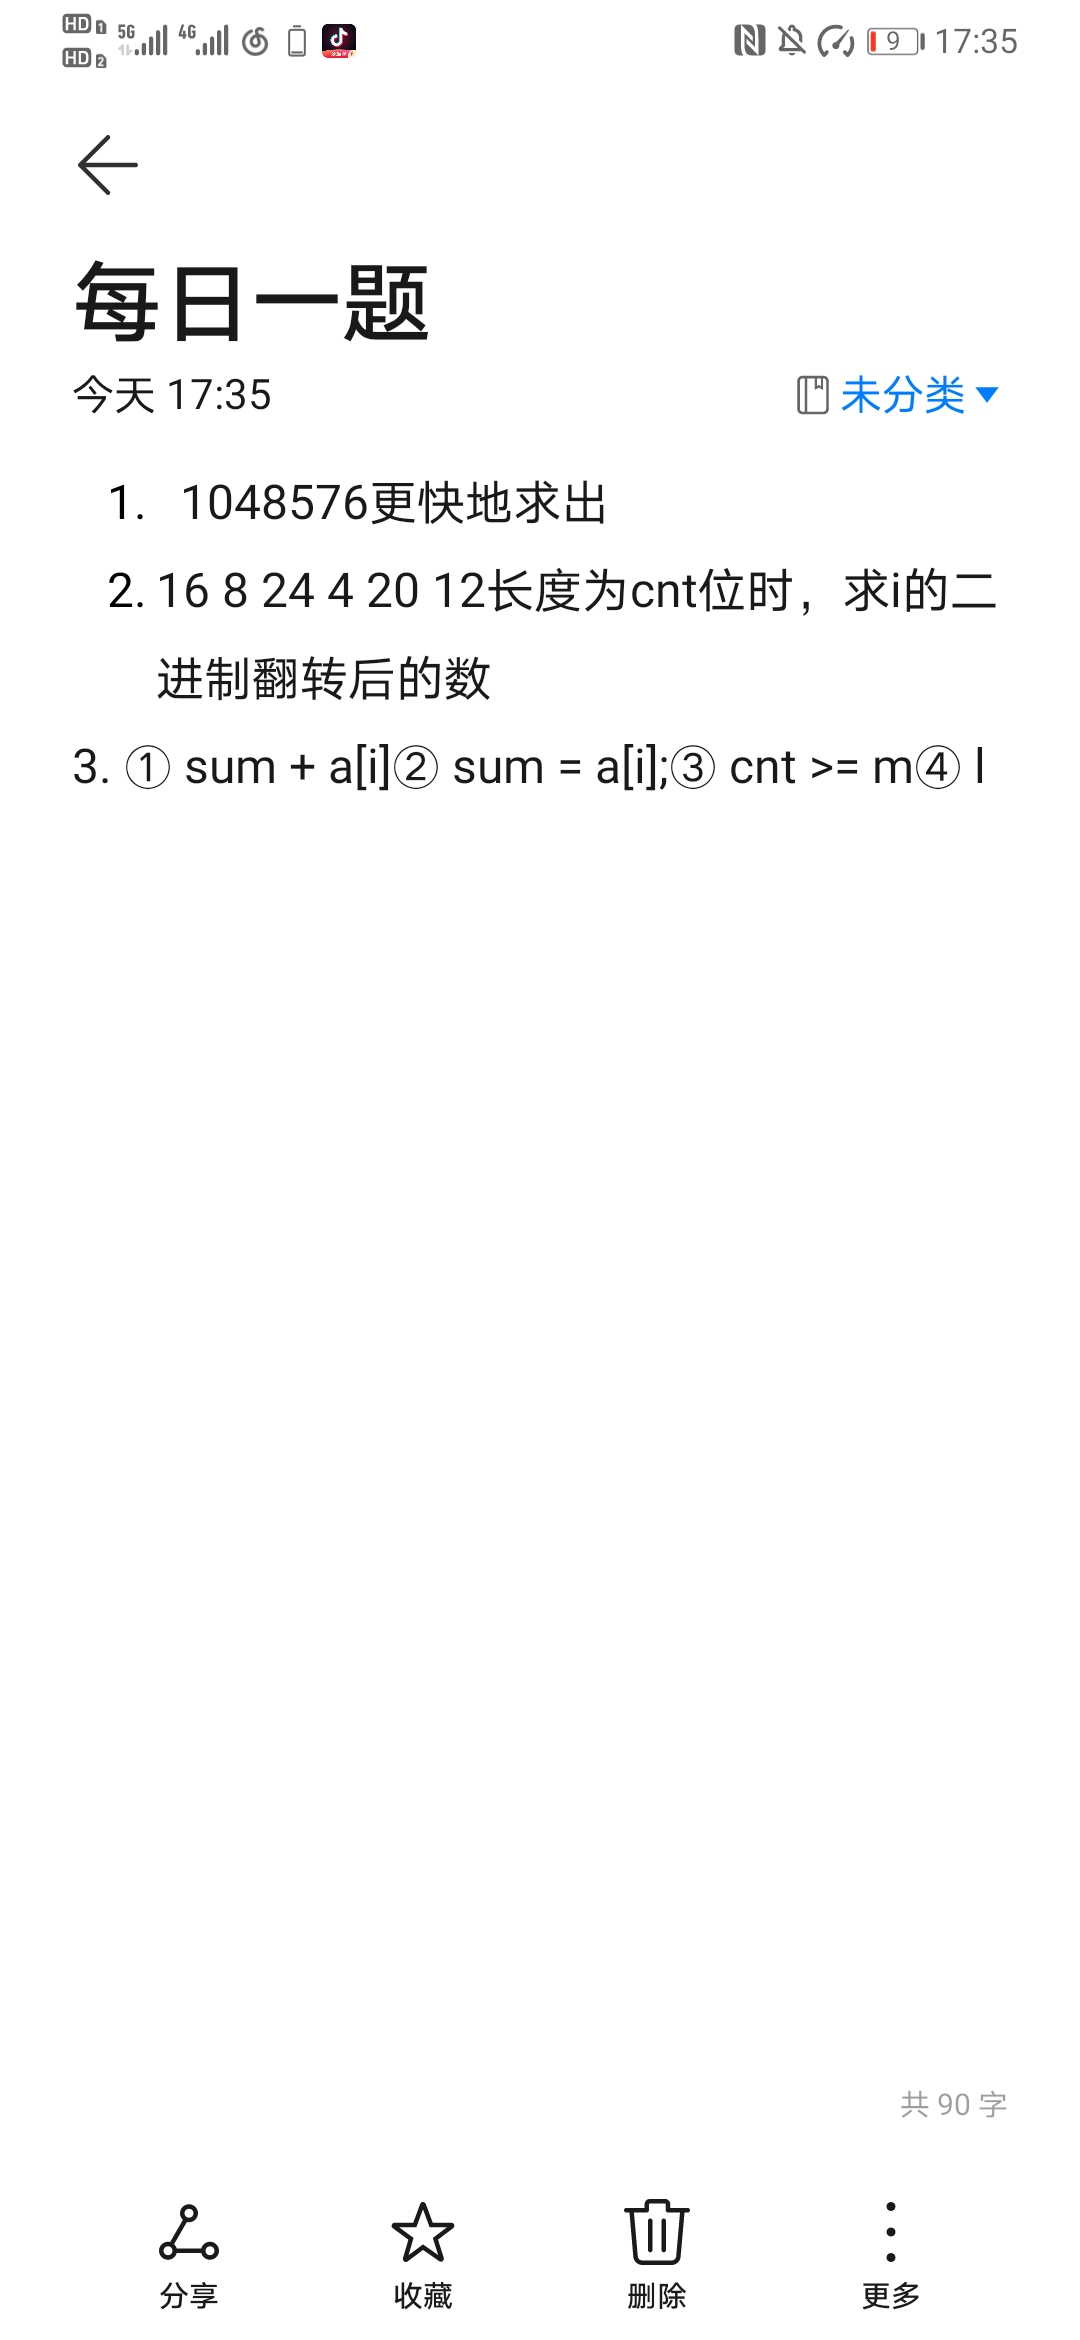 HD 1 5G 4G 9 17:35
HD 2
每日一题
今天 17:35 未分类
1. 1048576更快地求出
2. 16 8 24 4 20 12长度为cnt位时，求i的二
进制翻转后的数
3. ① sum + a[i]② sum = a[i];③ cnt >= m④ l
共 90 字
分享 收藏 删除 更多